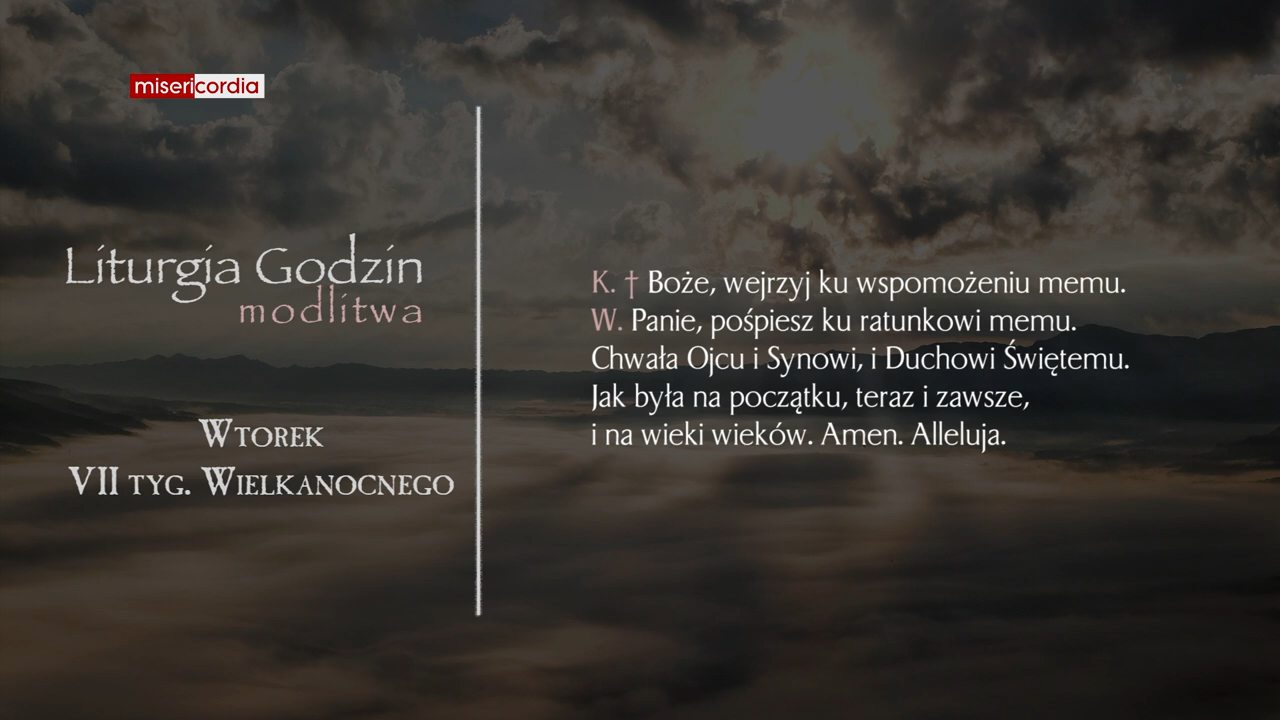 misericordia
Liturgia Godzin
modlitwa
Wtorek
VII tyg. Wielkanocnego
K. † Boże, wejrzyj ku wspomożeniu memu.
W. Panie, pośpiesz ku ratunkowi memu.
Chwała Ojcu i Synowi, i Duchowi Świętemu.
Jak była na początku, teraz i zawsze,
i na wieki wieków. Amen. Alleluja.